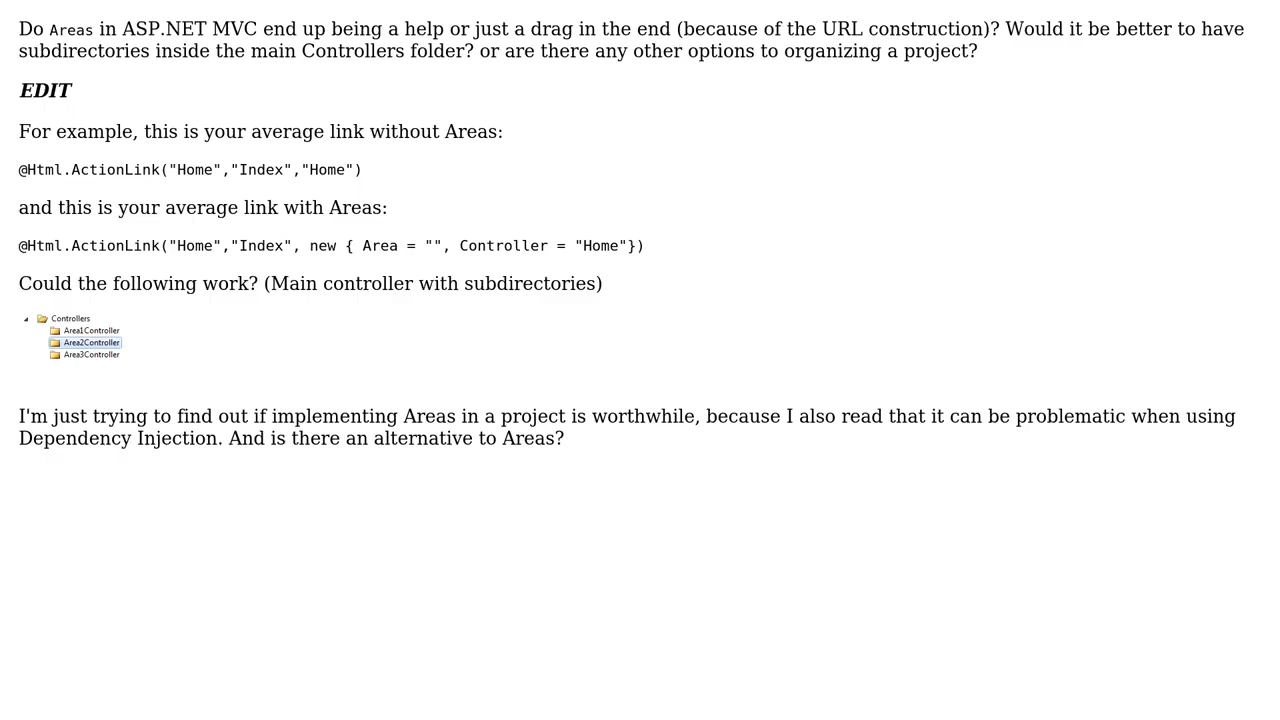 Do Areas in ASP.NET MVC end up being a help or just a drag in the end (because of the URL construction)? Would it be better to have
subdirectories inside the main Controllers folder? or are there any other options to organizing a project?
EDIT
For example, this is your average link without Areas:
@Html.ActionLink("Home","Index","Home")
and this is your average link with Areas:
@Html.ActionLink("Home","Index", new { Area = "", Controller = "Home"})
Could the following work? (Main controller with subdirectories)
Controllers
Area1Controller
Area2Controller
Area3Controller
I'm just trying to find out if implementing Areas in a project is worthwhile, because I also read that it can be problematic when using
Dependency Injection. And is there an alternative to Areas?